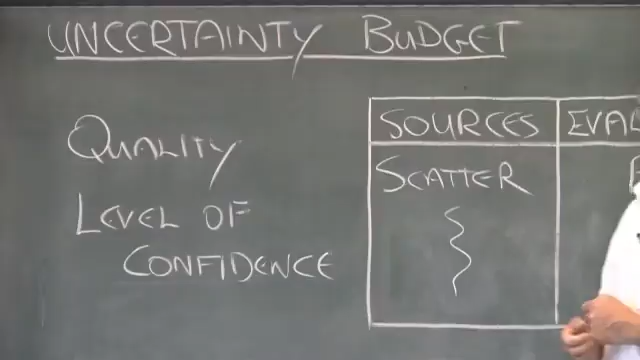 UNCERTAINTY BUDGET
QUALITY
LEVEL OF
CONFIDENCE
SOURCES
SCATTER